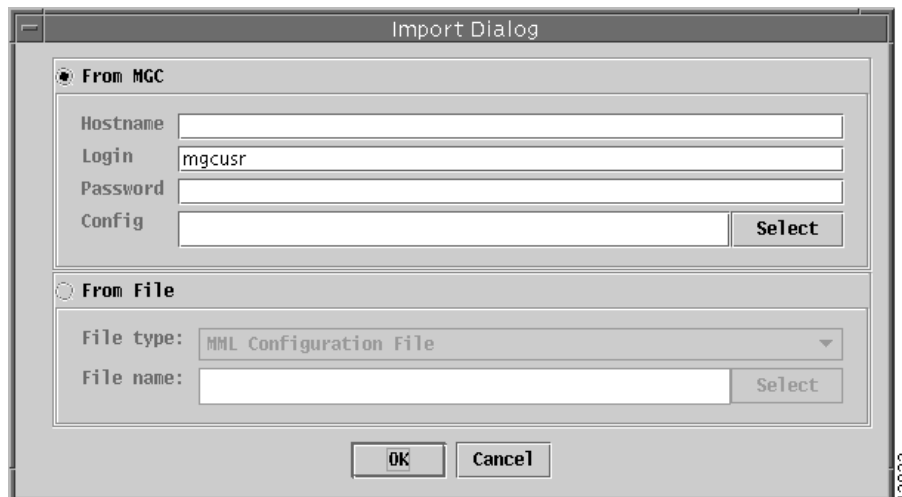 Import Dialog
From MGC
Hostname
Login mgcusr
Password
Config Select
From File
File type: MML Configuration File
File name: Select
OK Cancel